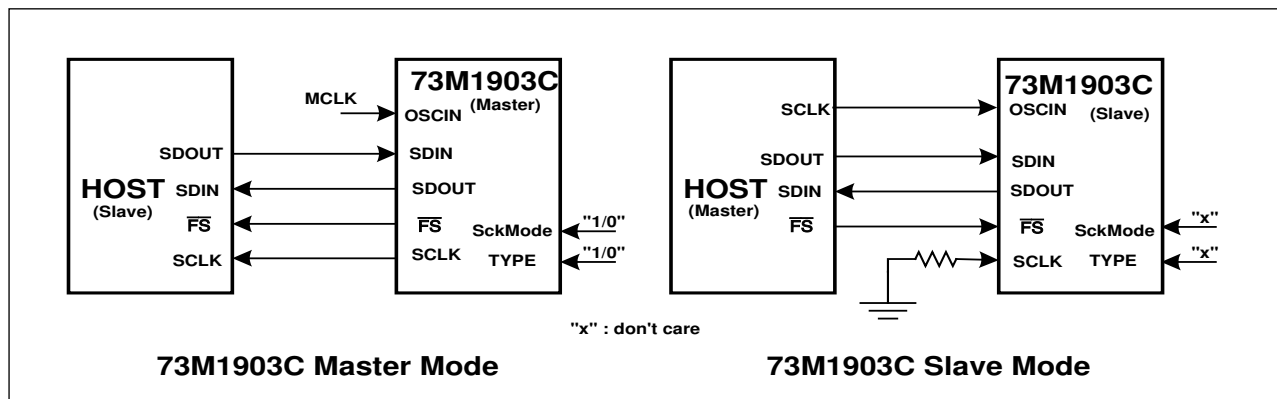 73M1903C
(Master)
MCLK
OSCIN
SDOUT
SDIN
HOST
(Slave)
SDIN
SDOUT
FS
FS
SckMode
"1/0"
SCLK
SCLK
TYPE
"1/0"
73M1903C Master Mode
73M1903C
(Slave)
SCLK
OSCIN
SDOUT
SDIN
HOST
(Master)
SDIN
SDOUT
FS
FS
SckMode
"x"
SCLK
TYPE
"x"
"x" : don't care
73M1903C Slave Mode